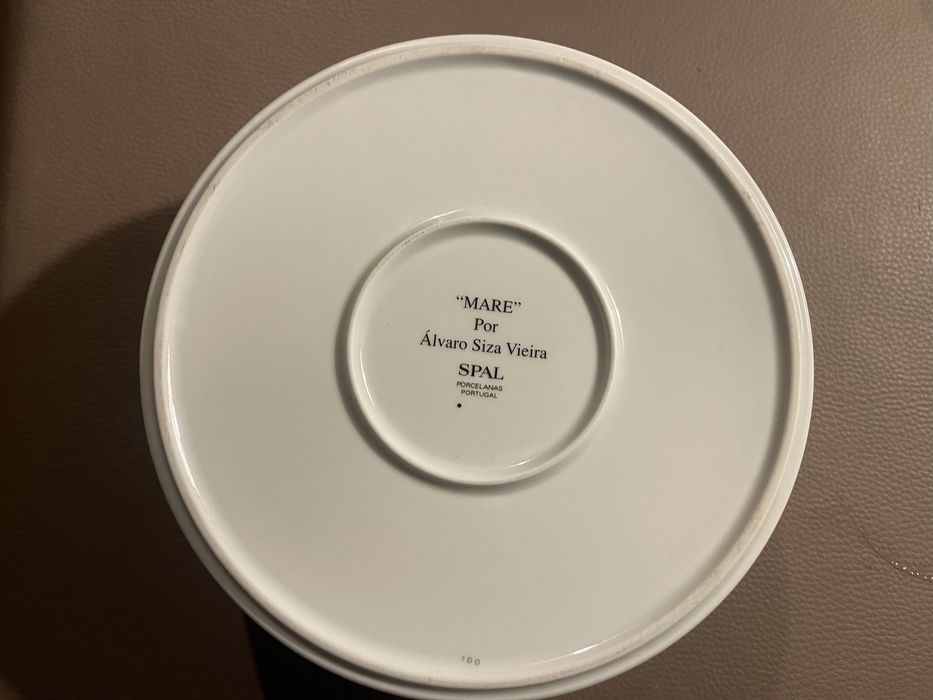 “MARE”
Por
Álvaro Siza Vieira
SPAL
PORCELANAS
PORTUGAL
100